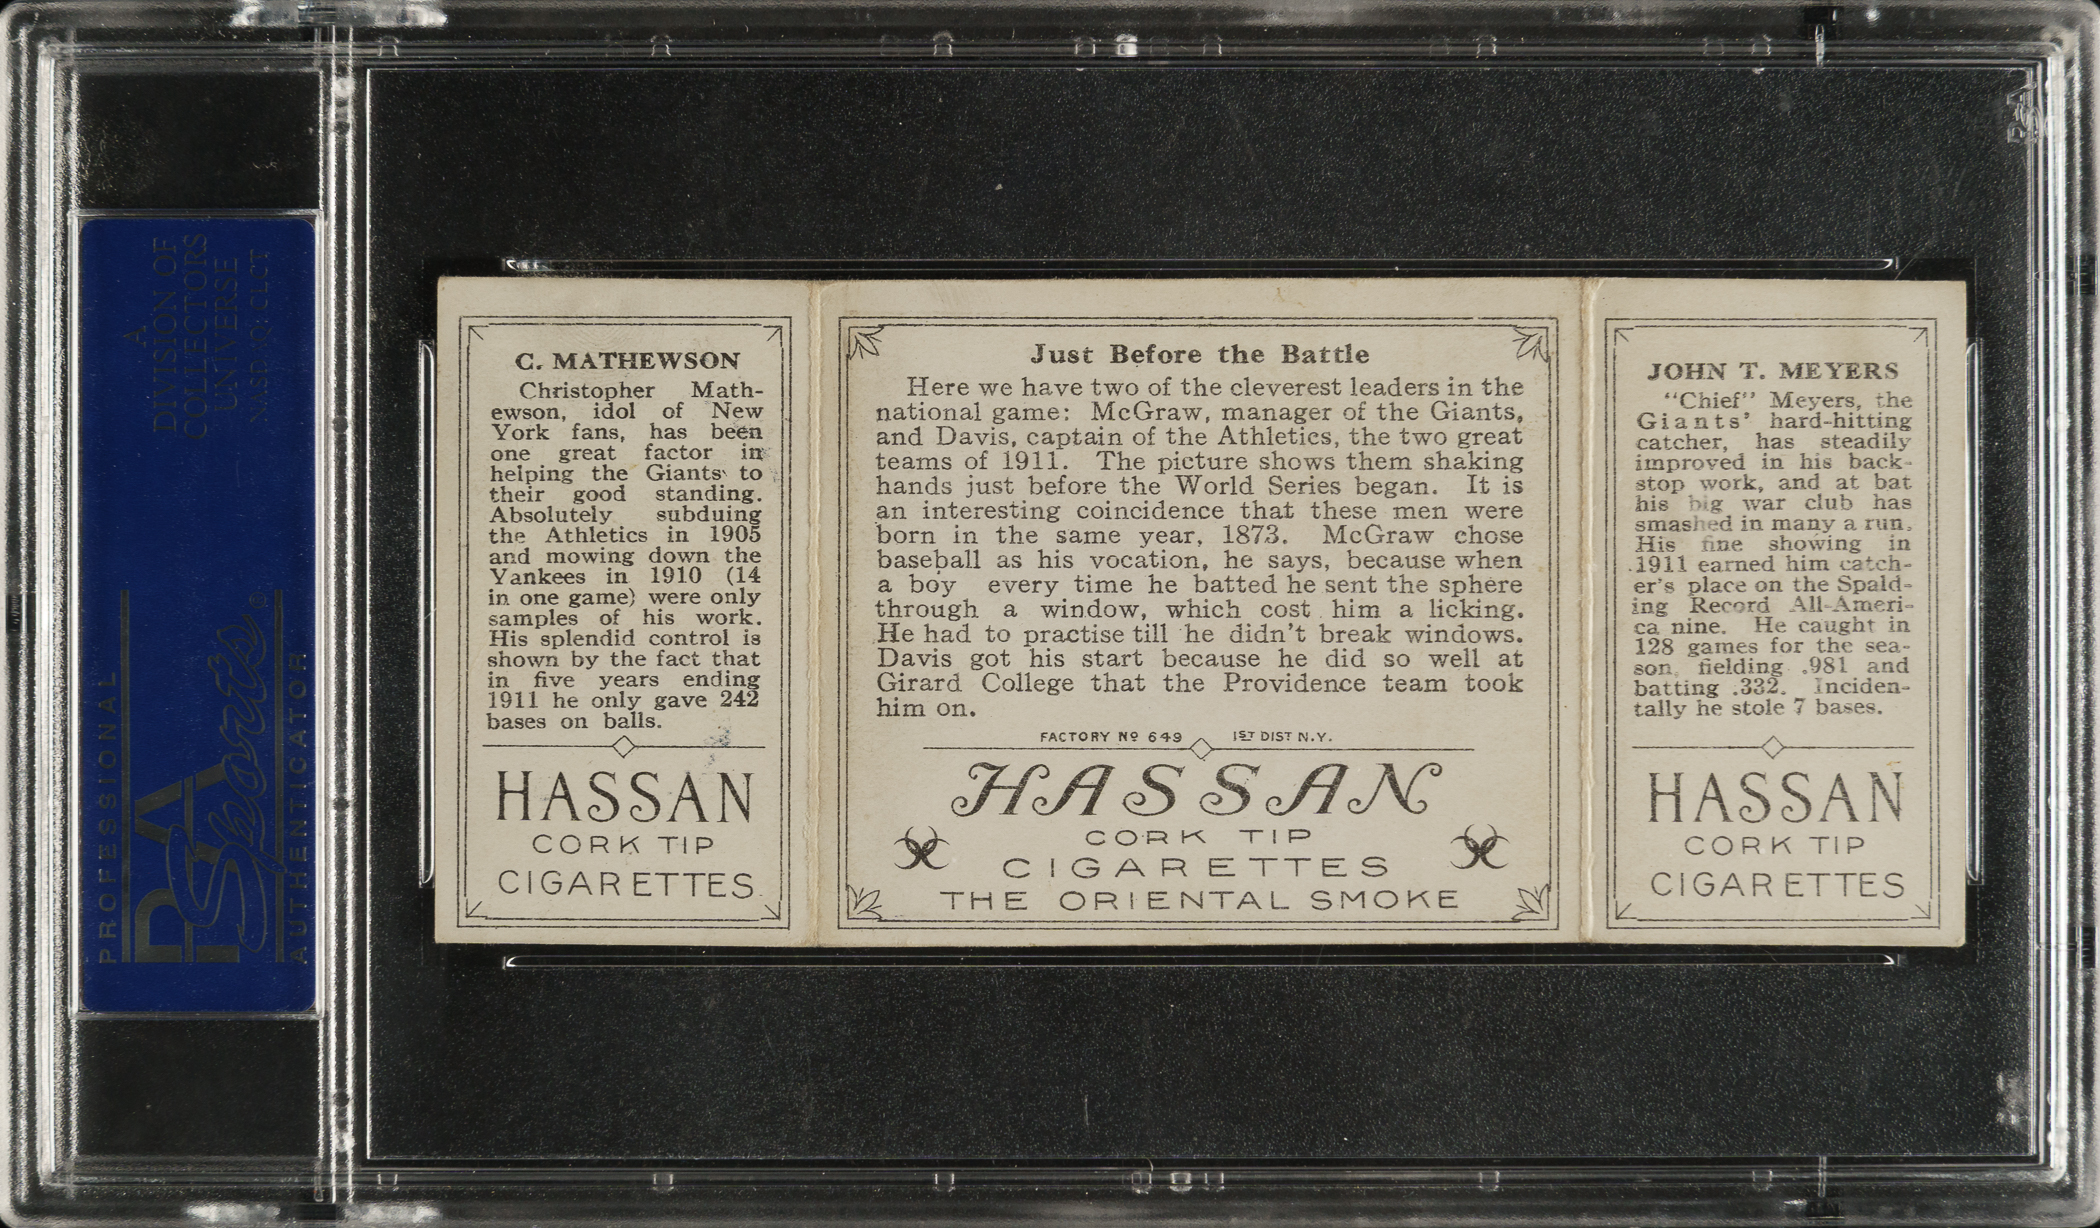 A
DIVISION OF
COLLECTORS
UNIVERSE
NASDAQ: CLCT
PROFESSIONAL
PSA
Sports®
AUTHENTICATOR
C. MATHEWSON
Christopher Math-
ewson, idol of New
York fans, has been
one great factor in
helping the Giants to
their good standing.
Absolutely subduing
the Athletics in 1905
and mowing down the
Yankees in 1910 (14
in one game) were only
samples of his work.
His splendid control is
shown by the fact that
in five years ending
1911 he only gave 242
bases on balls.
HASSAN
CORK TIP
CIGARETTES
Just Before the Battle
Here we have two of the cleverest leaders in the
national game: McGraw, manager of the Giants,
and Davis, captain of the Athletics, the two great
teams of 1911. The picture shows them shaking
hands just before the World Series began. It is
an interesting coincidence that these men were
born in the same year, 1873. McGraw chose
baseball as his vocation, he says, because when
a boy every time he batted he sent the sphere
through a window, which cost him a licking.
He had to practise till he didn't break windows.
Davis got his start because he did so well at
Girard College that the Providence team took
him on.
FACTORY Nº 649 1ST DIST N.Y.
HASSAN
CORK TIP
CIGARETTES
THE ORIENTAL SMOKE
JOHN T. MEYERS
"Chief" Meyers, the
Giants' hard-hitting
catcher, has steadily
improved in his back-
stop work, and at bat
his big war club has
smashed in many a run.
His fine showing in
1911 earned him catch-
er's place on the Spald-
ing Record All-Ameri-
ca nine. He caught in
128 games for the sea-
son, fielding .981 and
batting .332. Inciden-
tally he stole 7 bases.
HASSAN
CORK TIP
CIGARETTES
PSA